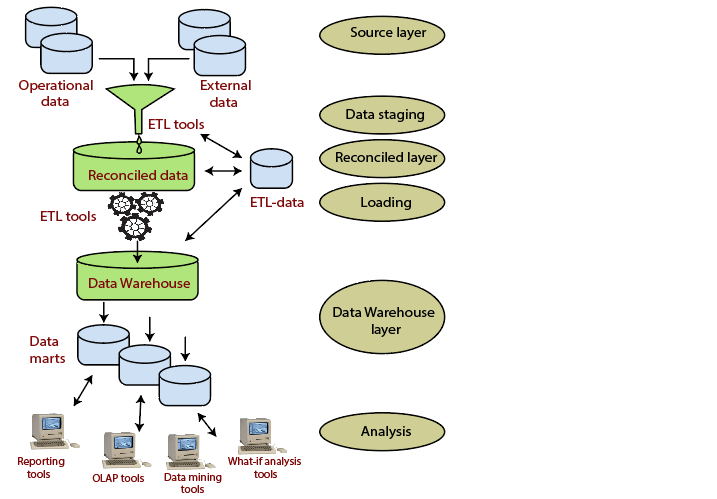 Source layer
Operational
data
External
data
ETL tools
Data staging
Reconciled data
Reconciled layer
ETL tools
ETL-data
Loading
Data Warehouse
Data Warehouse
layer
Data
marts
Reporting
tools
OLAP tools
Data mining
tools
What-if analysis
tools
Analysis